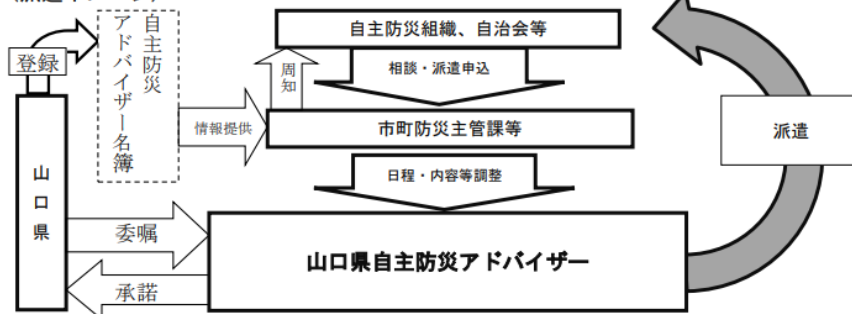 自主防災組織、自治会等
登録
自主防災
アドバイザー名簿
周知
相談・派遣申込
情報提供
市町防災主管課等
派遣
日程・内容等調整
山口県
委嘱
山口県自主防災アドバイザー
承諾